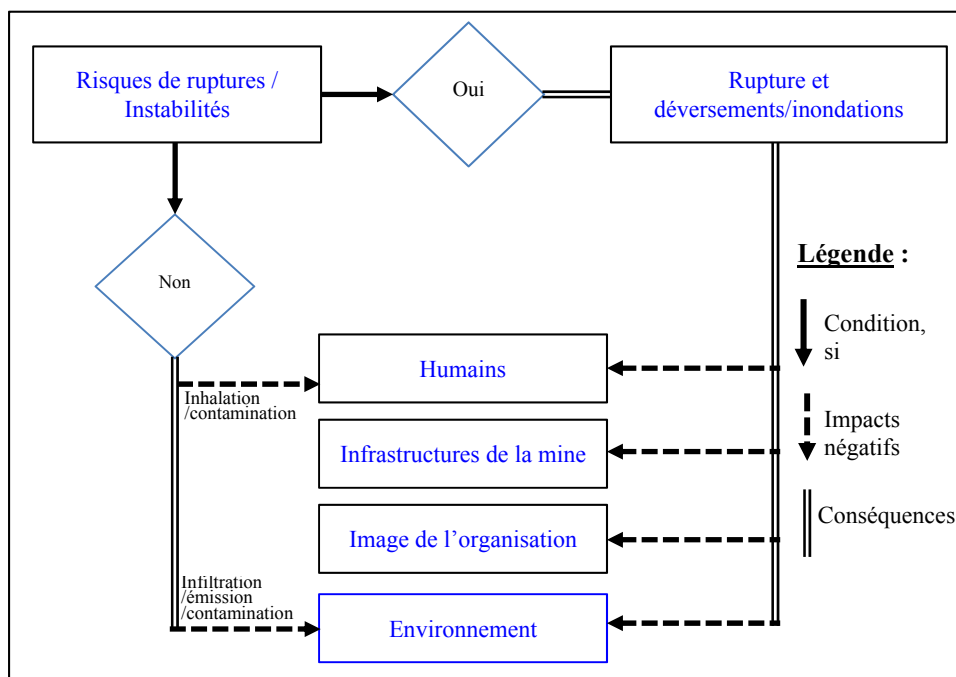 Risques de ruptures /
Instabilités
Oui
Rupture et
déversements/inondations
Non
Légende :
Condition,
si
Humains
Inhalation
/contamination
Impacts
négatifs
Infrastructures de la mine
Conséquences
Image de l’organisation
Infiltration
/émission
/contamination
Environnement